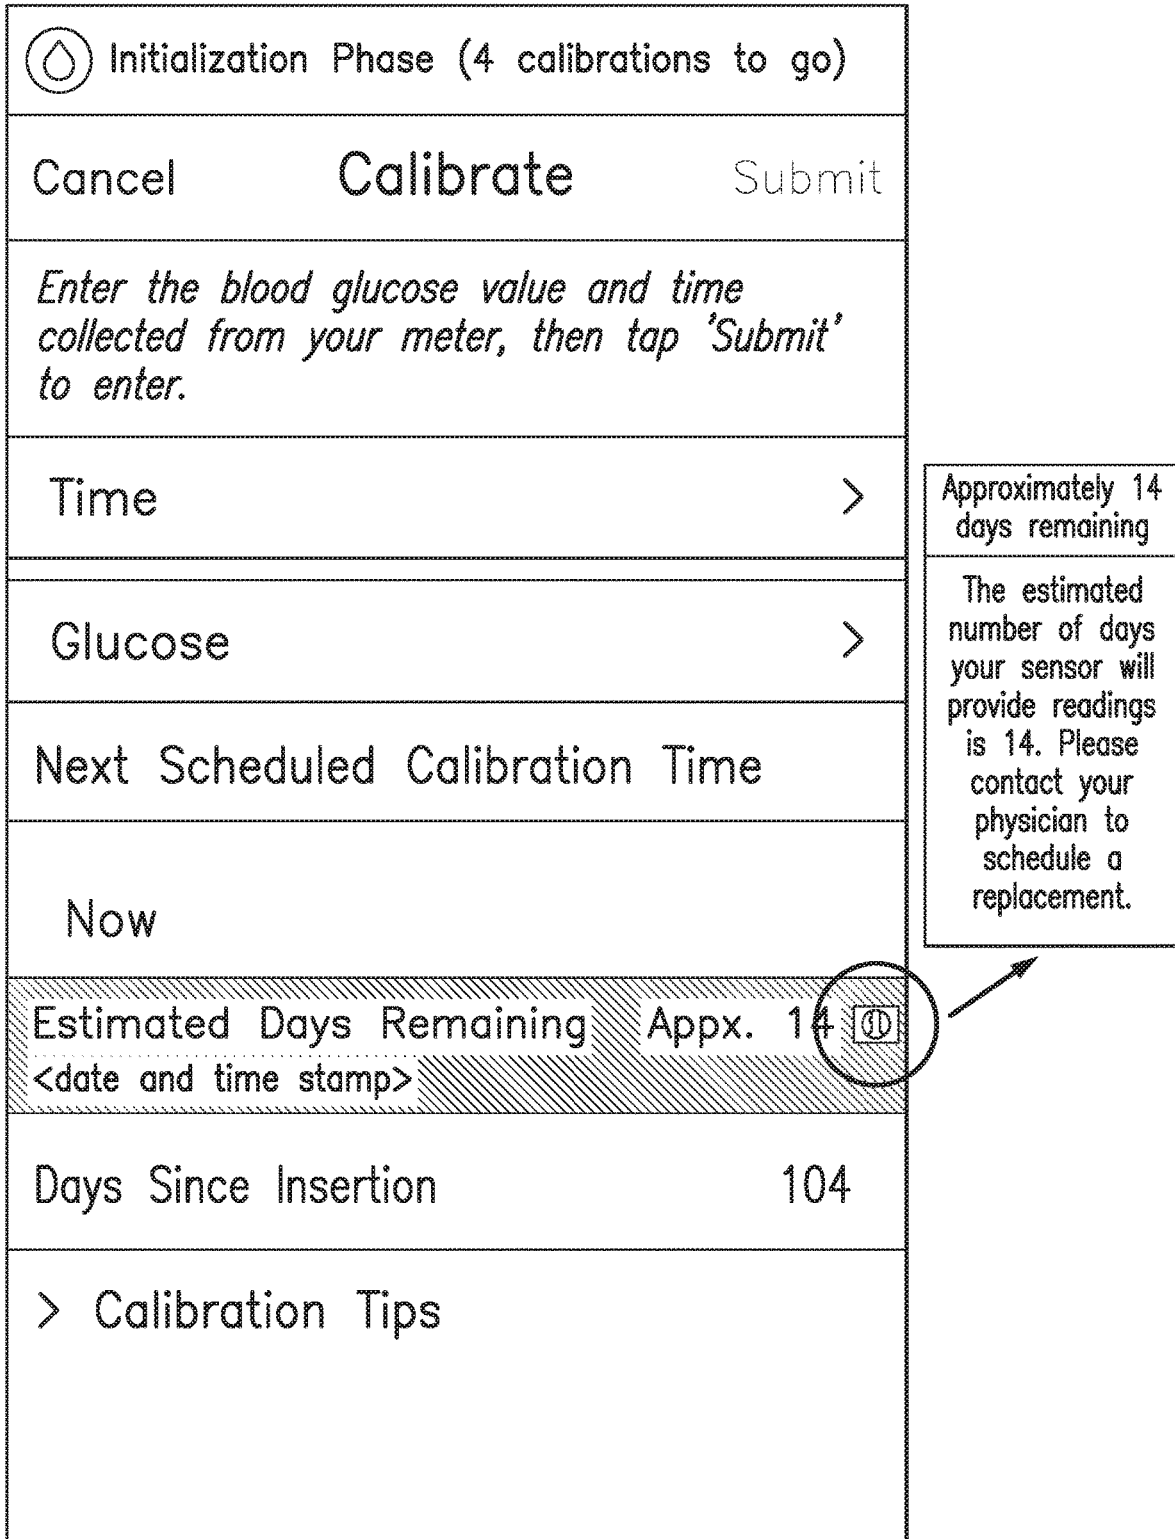 Initialization Phase (4 calibrations to go)
Cancel Calibrate Submit
Enter the blood glucose value and time
collected from your meter, then tap 'Submit'
to enter.
Time >
Glucose >
Next Scheduled Calibration Time
Now
Estimated Days Remaining Appx. 14
<date and time stamp>
Days Since Insertion 104
> Calibration Tips
Approximately 14
days remaining
The estimated
number of days
your sensor will
provide readings
is 14. Please
contact your
physician to
schedule a
replacement.